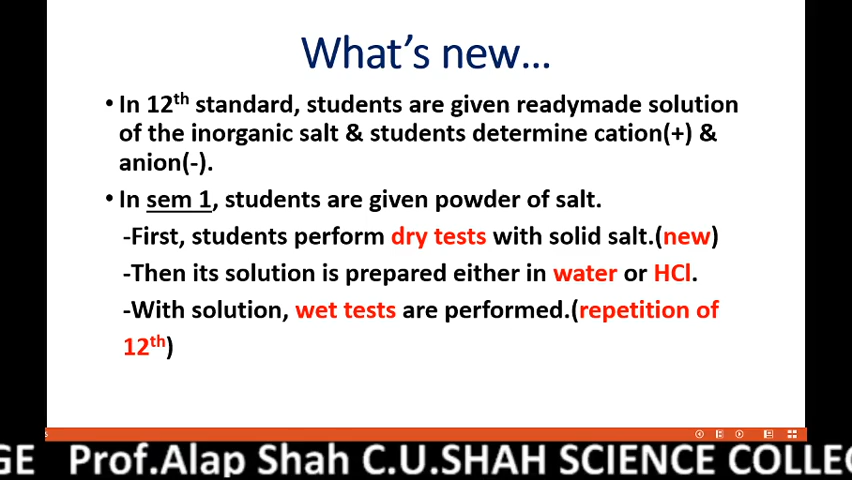 What's new...
• In 12th standard, students are given readymade solution
of the inorganic salt & students determine cation(+) &
anion(-).
• In sem 1, students are given powder of salt.
-First, students perform dry tests with solid salt.(new)
-Then its solution is prepared either in water or HCl.
-With solution, wet tests are performed.(repetition of
12th)
GE Prof.Alap Shah C.U.SHAH SCIENCE COLLEG